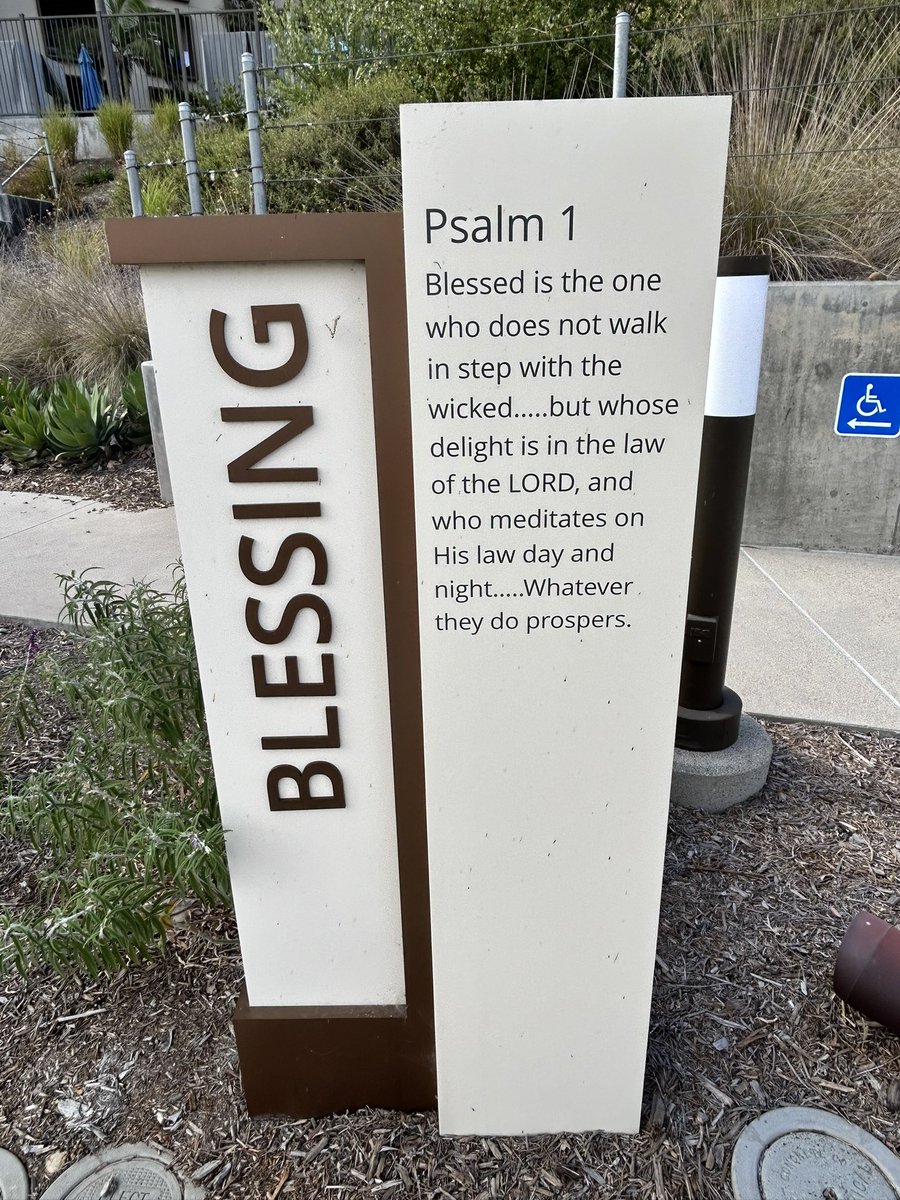 BLESSING
Psalm 1
Blessed is the one
who does not walk
in step with the
wicked.....but whose
delight is in the law
of the LORD, and
who meditates on
His law day and
night.....Whatever
they do prospers.